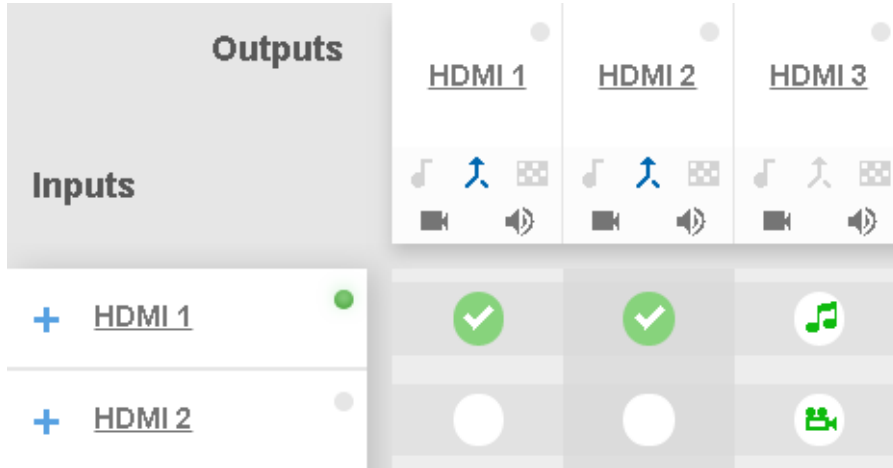 Outputs
HDMI 1 HDMI 2 HDMI 3
Inputs
HDMI 1
HDMI 2